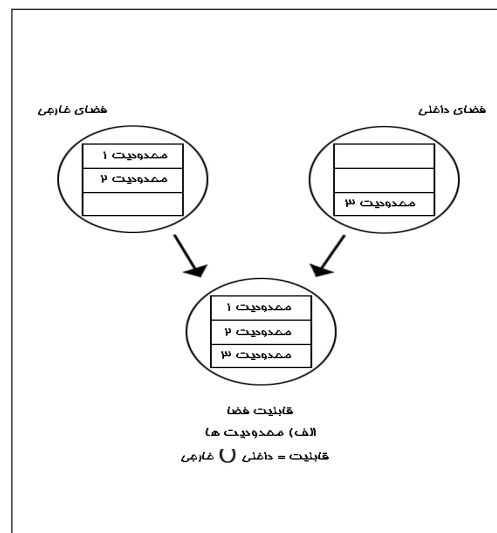 فضای داخلی
فضای خارجی
محدودیت ۳
محدودیت ۱
محدودیت ۲
محدودیت ۱
محدودیت ۲
محدودیت ۳
قابلیت فضا
الف) محدودیت ها
قابلیت = داخلی ∪ خارجی